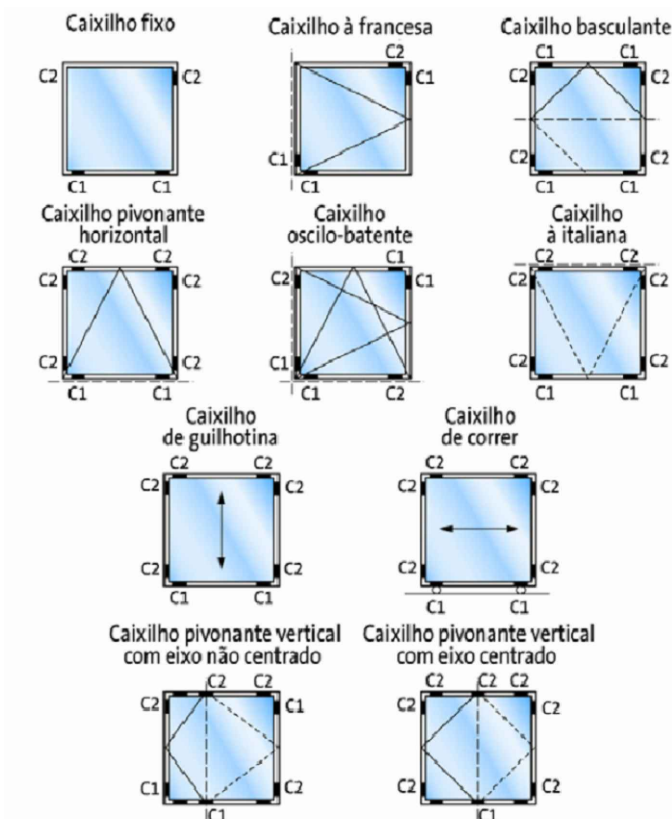 Caixilho fixo
C2 C2
C1 C1
Caixilho à francesa
C2
C1
C1
C1
Caixilho basculante
C1 C1
C2 C2
C2 C2
C1 C1
Caixilho pivonante
horizontal
C2 C2
C2 C2
C2 C2
C1 C1
Caixilho
oscilo-batente
C1
C2 C1
C1
C1 C2
Caixilho
à italiana
C2 C2
C2 C2
C2 C2
C1 C1
Caixilho
de guilhotina
C2 C2
C2 C2
C2 C2
C1 C1
Caixilho
de correr
C2 C2
C2 C2
C2 C2
C1 C1
Caixilho pivonante vertical
com eixo não centrado
C2 C2
C2 C1
C1 C2
C1
Caixilho pivonante vertical
com eixo centrado
C2 C2 C2
C2 C2
C2 C2
C1